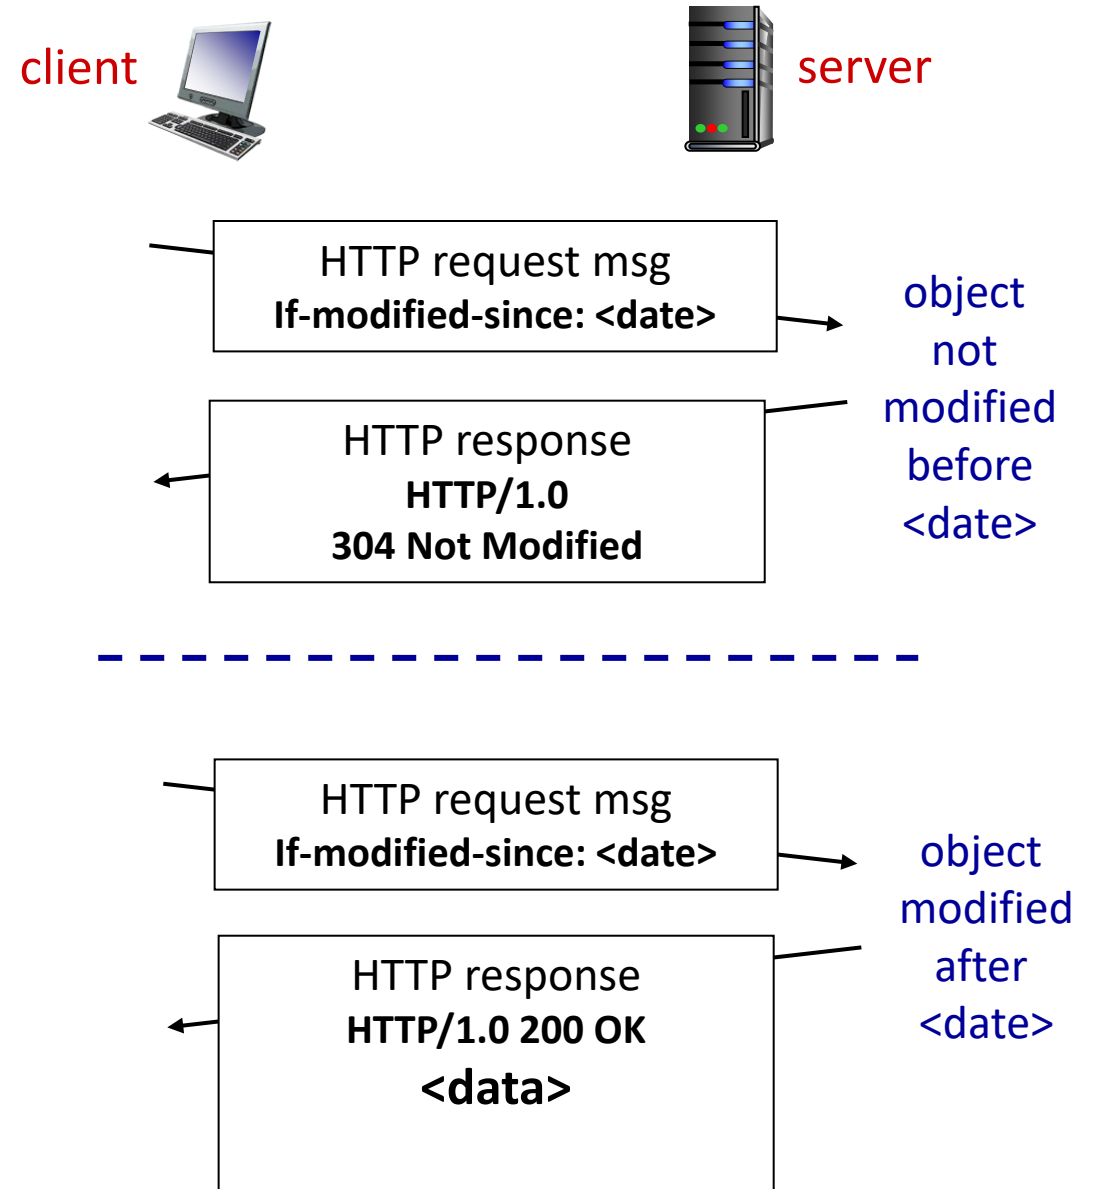 client
server
HTTP request msg
If-modified-since: <date>
object
not
modified
before
<date>
HTTP response
HTTP/1.0
304 Not Modified
HTTP request msg
If-modified-since: <date>
object
modified
after
<date>
HTTP response
HTTP/1.0 200 OK
<data>